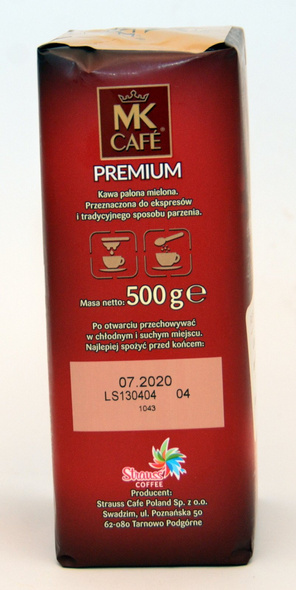 MK
CAFÉ®
PREMIUM
Kawa palona mielona.
Przeznaczona do ekspresów
i tradycyjnego sposobu parzenia.
Masa netto: 500 g e
Po otwarciu przechowywać
w chłodnym i suchym miejscu.
Najlepiej spożyć przed końcem:
07.2020
LS130404 04
1043
Strauss
COFFEE
Producent:
Strauss Cafe Poland Sp. z o.o.
Swadzim, ul. Poznańska 50
62-080 Tarnowo Podgórne